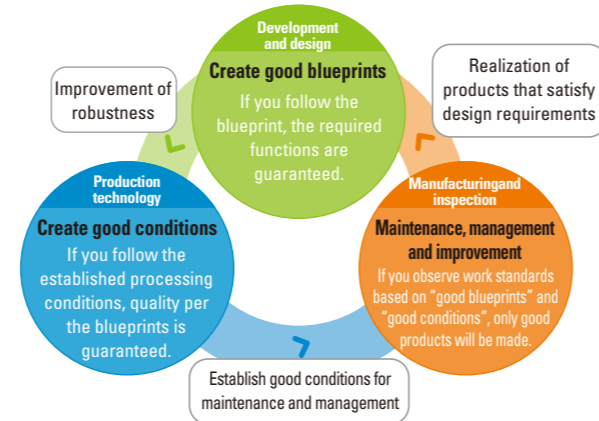 Development
and design
Create good blueprints
If you follow the
blueprint, the required
functions are
guaranteed.
Improvement of
robustness
Realization of
products that satisfy
design requirements
Production
technology
Create good conditions
If you follow the
established processing
conditions, quality per
the blueprints is
guaranteed.
Manufacturingand
inspection
Maintenance, management
and improvement
If you observe work standards
based on “good blueprints” and
“good conditions”, only good
products will be made.
Establish good conditions for
maintenance and management